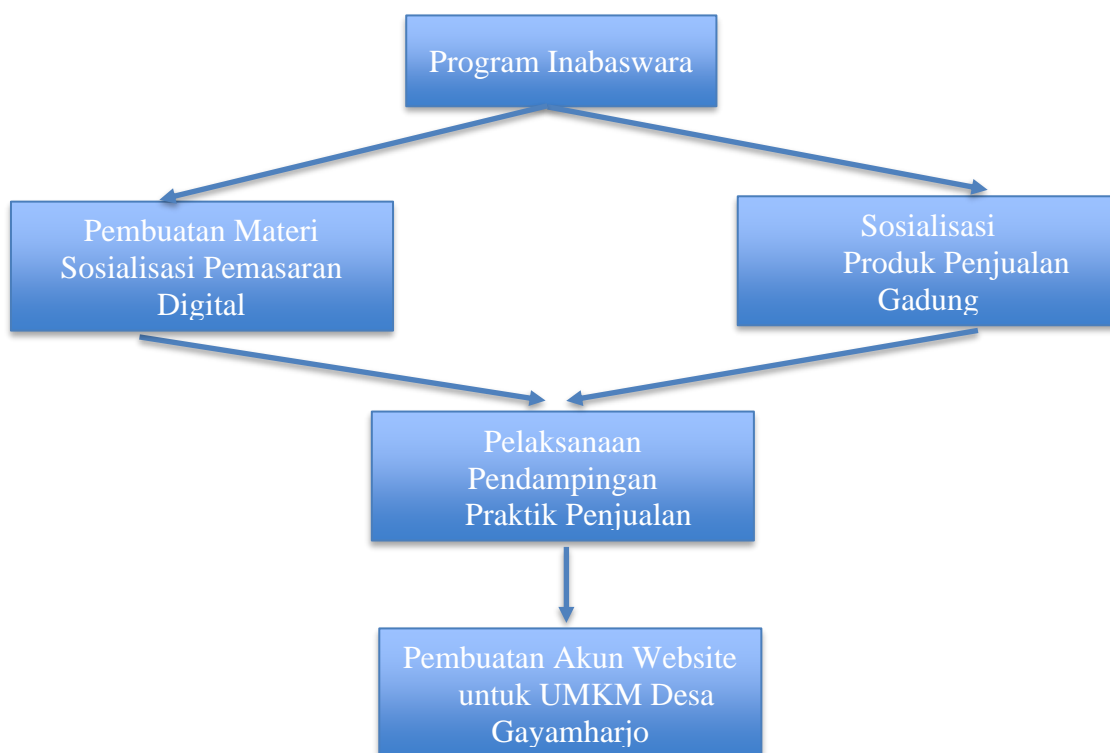 Program Inabaswara
Pembuatan Materi
Sosialisasi Pemasaran
Digital
Sosialisasi
Produk Penjualan
Gadung
Pelaksanaan
Pendampingan
Praktik Penjualan
Pembuatan Akun Website
untuk UMKM Desa
Gayamharjo